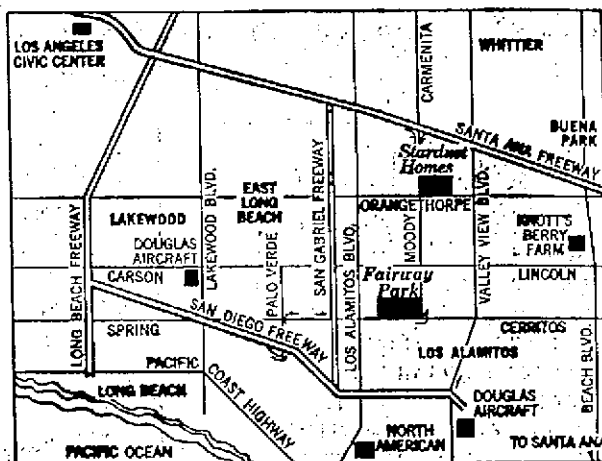 LOS ANGELES
CIVIC CENTER
CARMENITA
WHITTIER
SANTA ANA FREEWAY
BUENA
PARK
Stardust
Homes
ORANGETHORPE
EAST
LONG
BEACH
LAKEWOOD
DOUGLAS
AIRCRAFT
LAKEWOOD BLVD.
LONG BEACH FREEWAY
CARSON
PALO VERDE
SAN GABRIEL FREEWAY
LOS ALAMITOS BLVD.
MOODY
VALLEY VIEW BLVD.
KNOTT'S
BERRY
FARM
LINCOLN
Fairway
Park
SAN DIEGO FREEWAY
SPRING
CERRITOS
LOS ALAMITOS
PACIFIC
COAST HIGHWAY
LONG BEACH
DOUGLAS
AIRCRAFT
BEACH BLVD.
NORTH
AMERICAN
PACIFIC OCEAN
TO SANTA ANA